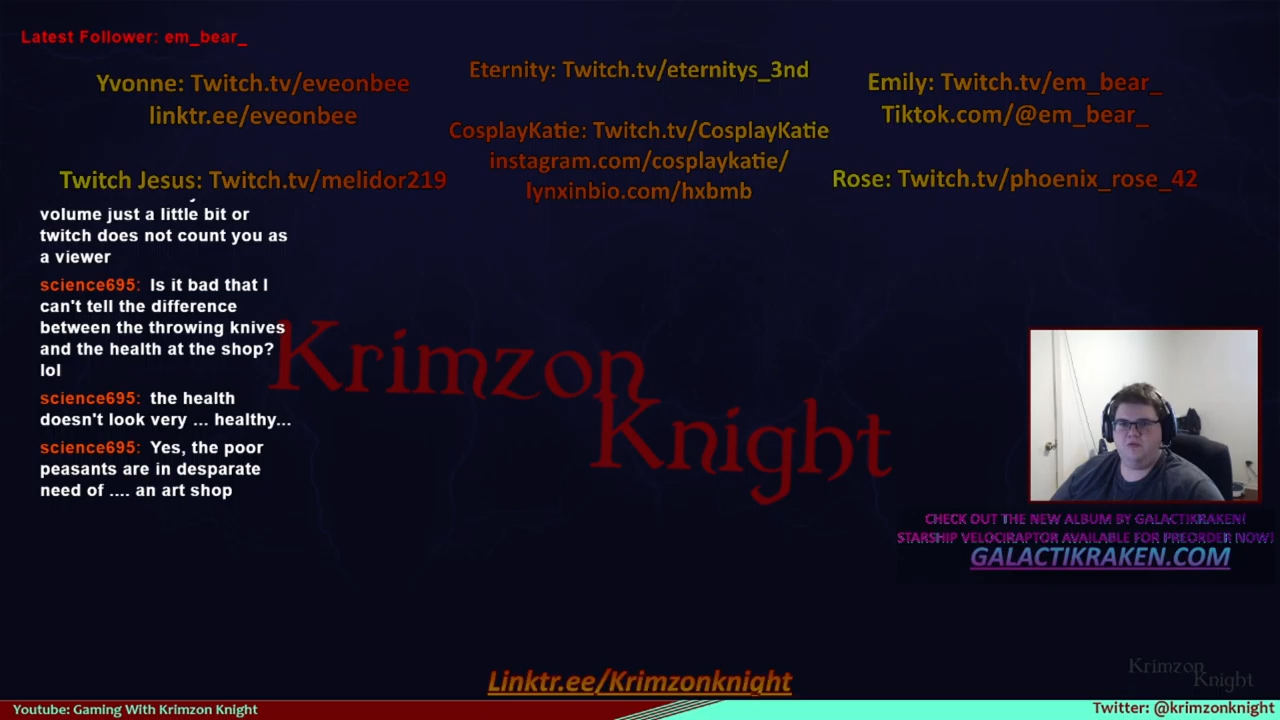 Latest Follower: em_bear_
Yvonne: Twitch.tv/eveonbee
linktr.ee/eveonbee
Eternity: Twitch.tv/eternitys_3nd
Emily: Twitch.tv/em_bear_
Tiktok.com/@em_bear_
CosplayKatie: Twitch.tv/CosplayKatie
instagram.com/cosplaykatie/
lynxinbio.com/hxbmb
Twitch Jesus: Twitch.tv/melidor219
Rose: Twitch.tv/phoenix_rose_42
volume just a little bit or
twitch does not count you as
a viewer
science695: Is it bad that I
can't tell the difference
between the throwing knives
and the health at the shop?
lol
science695: the health
doesn't look very ... healthy...
science695: Yes, the poor
peasants are in desparate
need of .... an art shop
Krimzon
Knight
CHECK OUT THE NEW ALBUM BY GALACTIKRAKEN!
STARSHIP VELOCIRAPTOR AVAILABLE FOR PREORDER NOW!
GALACTIKRAKEN.COM
Linktr.ee/Krimzonknight
Krimzon
Knight
Youtube: Gaming With Krimzon Knight
Twitter: @krimzonknight